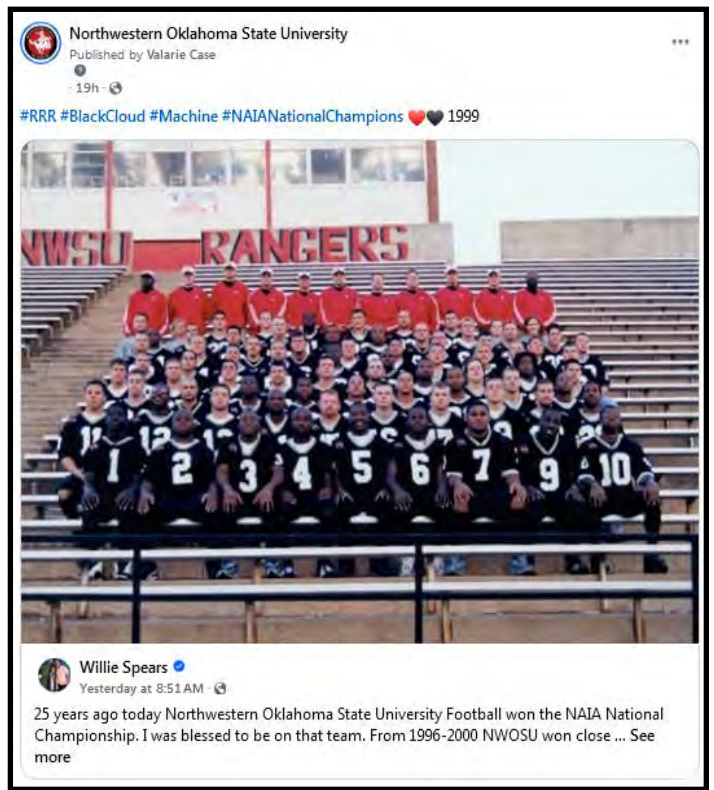 Northwestern Oklahoma State University
Published by Valarie Case
19h
#RRR #BlackCloud #Machine #NAIANationalChampions ❤️🖤 1999
NWSU RANGERS
11 12 13
1 2 3 4 5 6 7 9 10
Willie Spears
Yesterday at 8:51 AM
25 years ago today Northwestern Oklahoma State University Football won the NAIA National
Championship. I was blessed to be on that team. From 1996-2000 NWOSU won close ... See
more